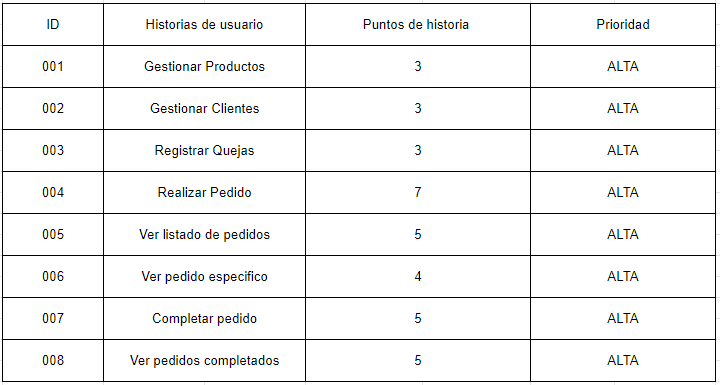 ID Historias de usuario Puntos de historia Prioridad
001 Gestionar Productos 3 ALTA
002 Gestionar Clientes 3 ALTA
003 Registrar Quejas 3 ALTA
004 Realizar Pedido 7 ALTA
005 Ver listado de pedidos 5 ALTA
006 Ver pedido especifico 4 ALTA
007 Completar pedido 5 ALTA
008 Ver pedidos completados 5 ALTA